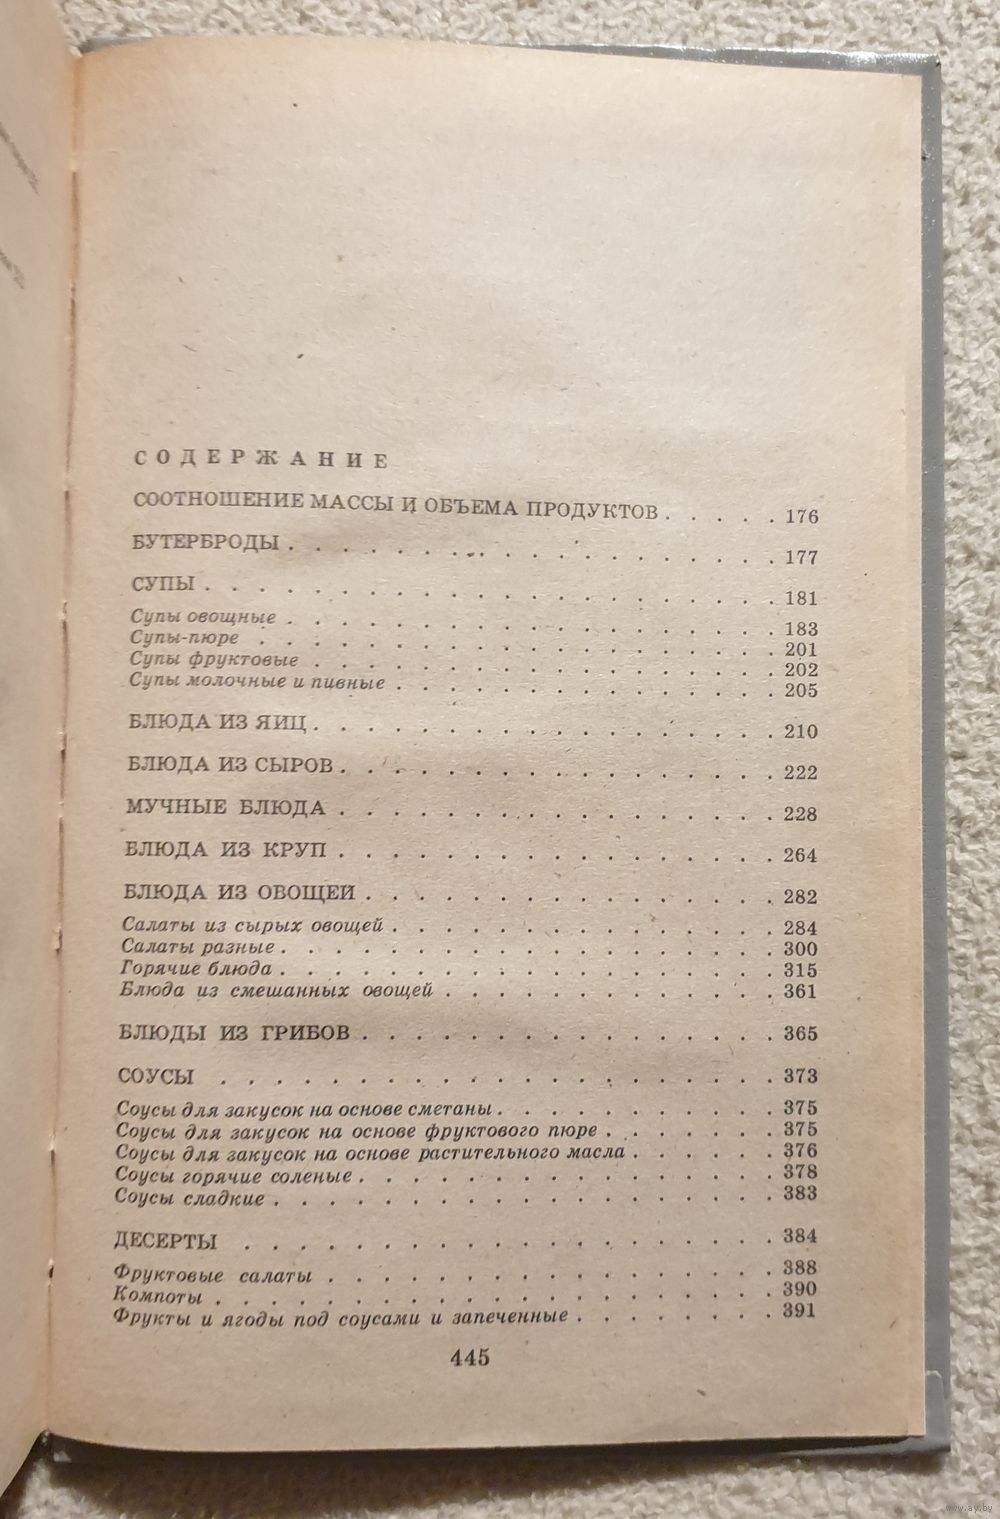 СОДЕРЖАНИЕ
СООТНОШЕНИЕ МАССЫ И ОБЪЕМА ПРОДУКТОВ . . . . . 176
БУТЕРБРОДЫ . . . . . . . . . . . . . . . . . . 177
СУПЫ . . . . . . . . . . . . . . . . . . . . . 181
Супы овощные . . . . . . . . . . . . . . . . . . 183
Супы-пюре . . . . . . . . . . . . . . . . . . . 201
Супы фруктовые . . . . . . . . . . . . . . . . . 202
Супы молочные и пивные . . . . . . . . . . . . . . 205
БЛЮДА ИЗ ЯИЦ . . . . . . . . . . . . . . . . . 210
БЛЮДА ИЗ СЫРОВ . . . . . . . . . . . . . . . . 222
МУЧНЫЕ БЛЮДА . . . . . . . . . . . . . . . . 228
БЛЮДА ИЗ КРУП . . . . . . . . . . . . . . . . 264
БЛЮДА ИЗ ОВОЩЕЙ . . . . . . . . . . . . . . . 282
Салаты из сырых овощей . . . . . . . . . . . . . . 284
Салаты разные . . . . . . . . . . . . . . . . . . 300
Горячие блюда . . . . . . . . . . . . . . . . . . 315
Блюда из смешанных овощей . . . . . . . . . . . . 361
БЛЮДЫ ИЗ ГРИБОВ . . . . . . . . . . . . . . . 365
СОУСЫ . . . . . . . . . . . . . . . . . . . . 373
Соусы для закусок на основе сметаны . . . . . . . . . . 375
Соусы для закусок на основе фруктового пюре . . . . . . 375
Соусы для закусок на основе растительного масла . . . . . . 376
Соусы горячие соленые . . . . . . . . . . . . . . . 378
Соусы сладкие . . . . . . . . . . . . . . . . . . 383
ДЕСЕРТЫ . . . . . . . . . . . . . . . . . . . 384
Фруктовые салаты . . . . . . . . . . . . . . . . . 388
Компоты . . . . . . . . . . . . . . . . . . . . 390
Фрукты и ягоды под соусами и запеченные . . . . . . . . 391
445
www.ay.by